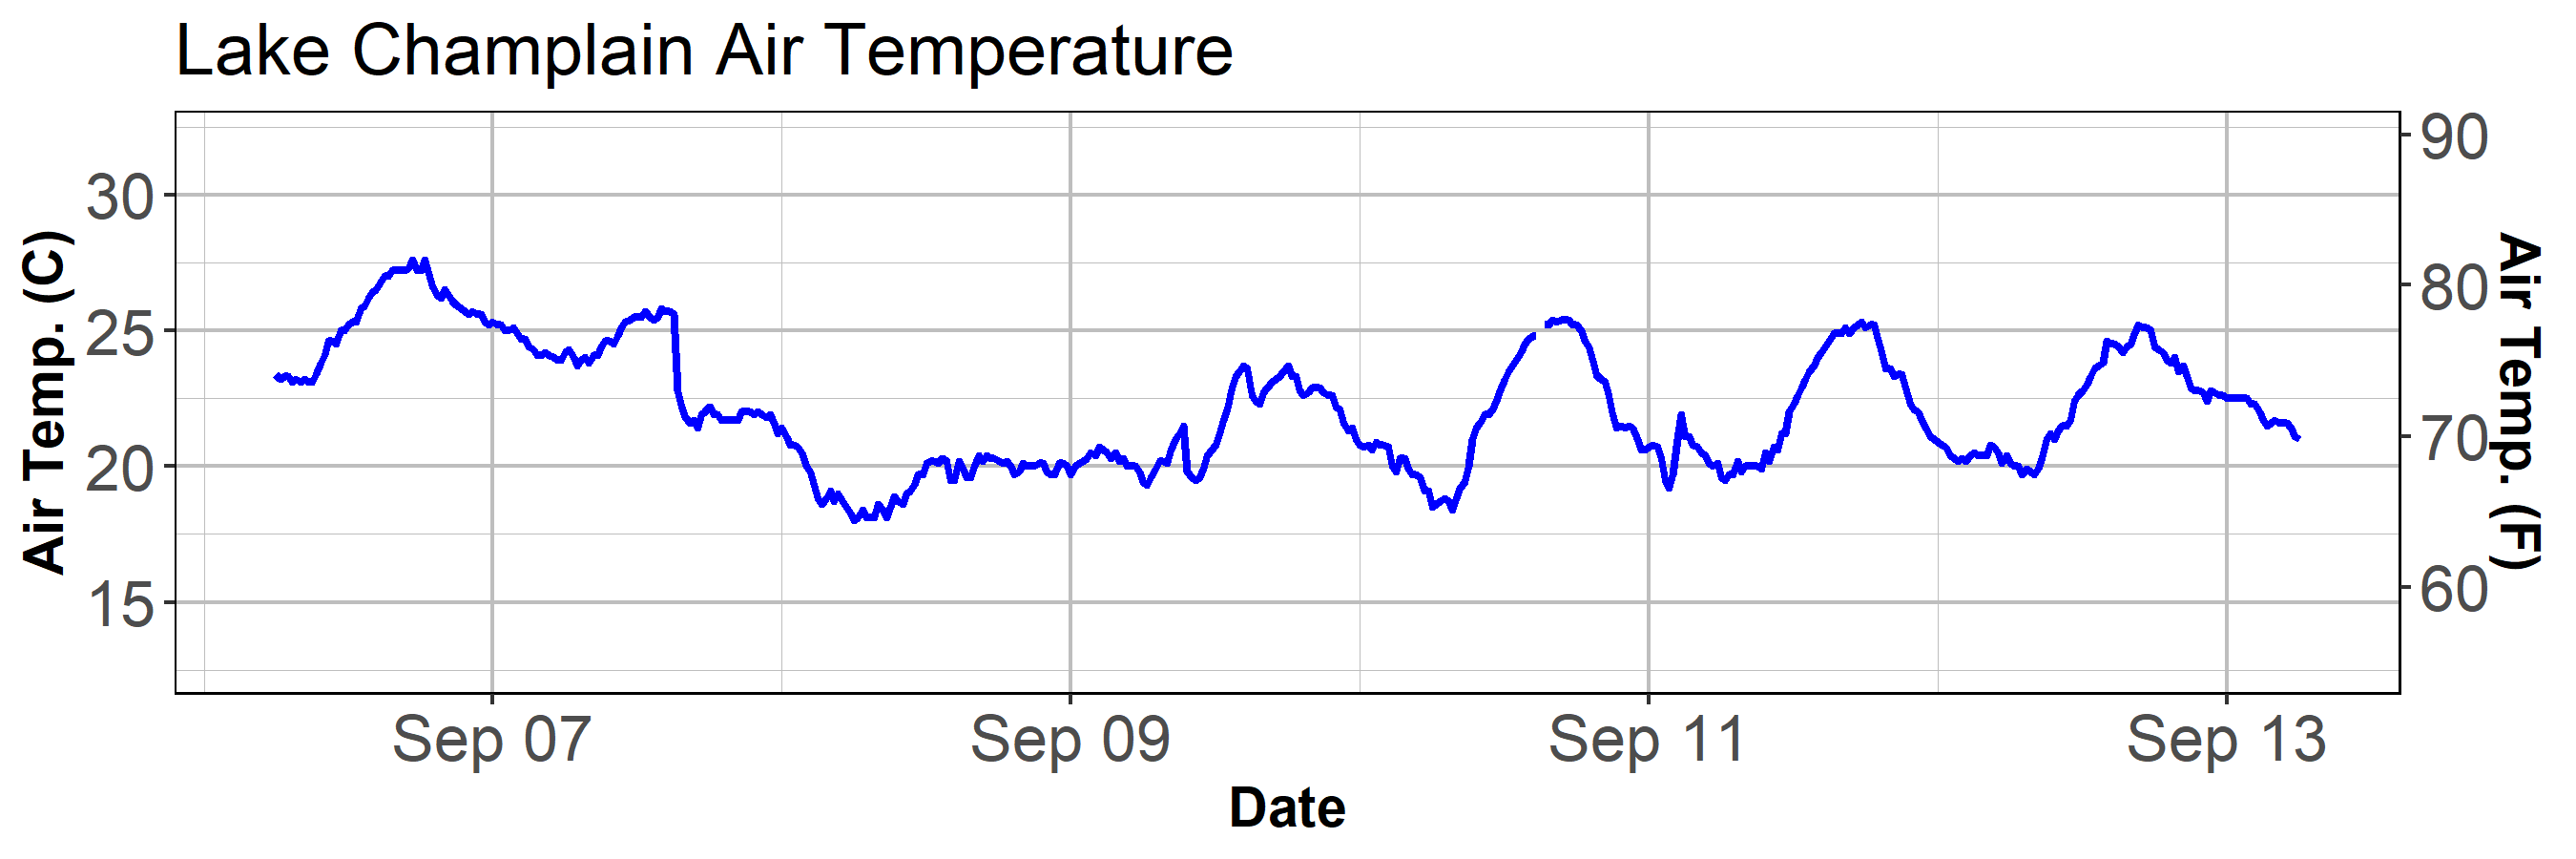 Lake Champlain Air Temperature
Air Temp. (C)
30
25
20
15
90
80
70
60
Air Temp. (F)
Sep 07 Sep 09 Sep 11 Sep 13
Date